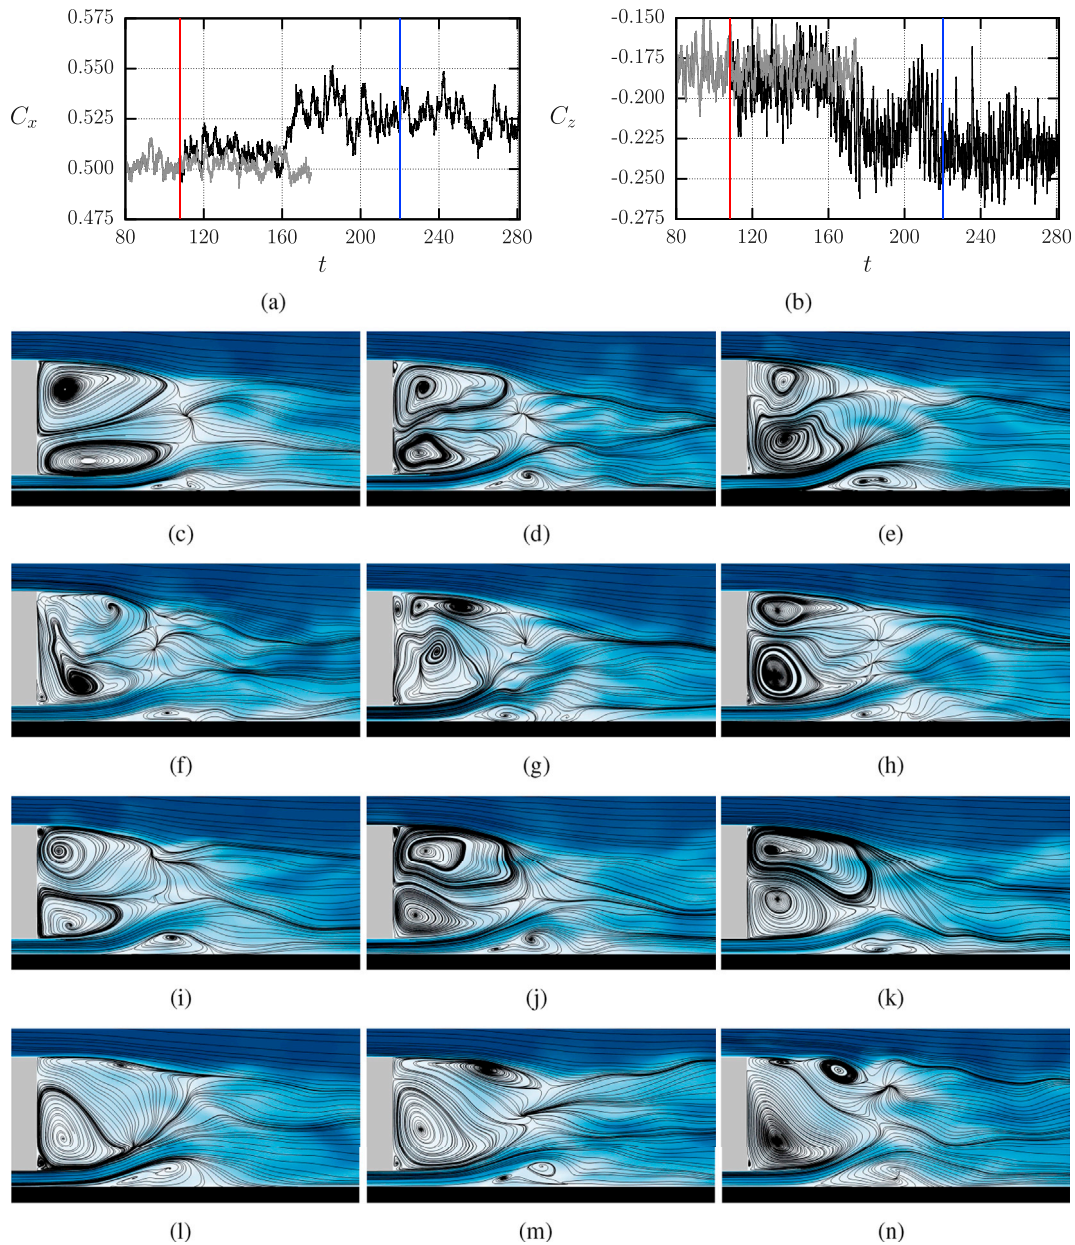 0.575
0.550
0.525
0.500
0.475
C_x
80 120 160 200 240 280
t
(a)
-0.150
-0.175
-0.200
-0.225
-0.250
-0.275
C_z
80 120 160 200 240 280
t
(b)
(c) (d) (e)
(f) (g) (h)
(i) (j) (k)
(l) (m) (n)